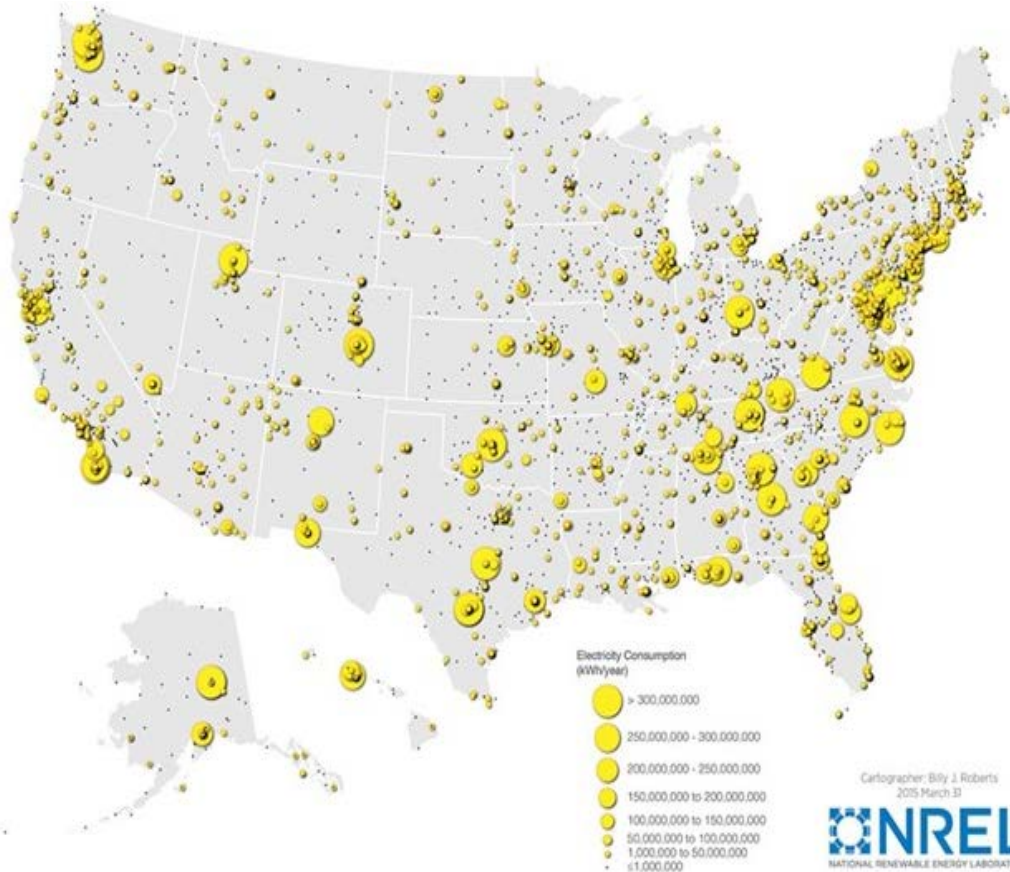 Electricity Consumption
(kWh/year)
> 300,000,000
250,000,000 - 300,000,000
200,000,000 - 250,000,000
150,000,000 to 200,000,000
100,000,000 to 150,000,000
50,000,000 to 100,000,000
1,000,000 to 50,000,000
≤1,000,000
Cartographer: Billy J. Roberts
2015 March 31
NREL
NATIONAL RENEWABLE ENERGY LABORAT